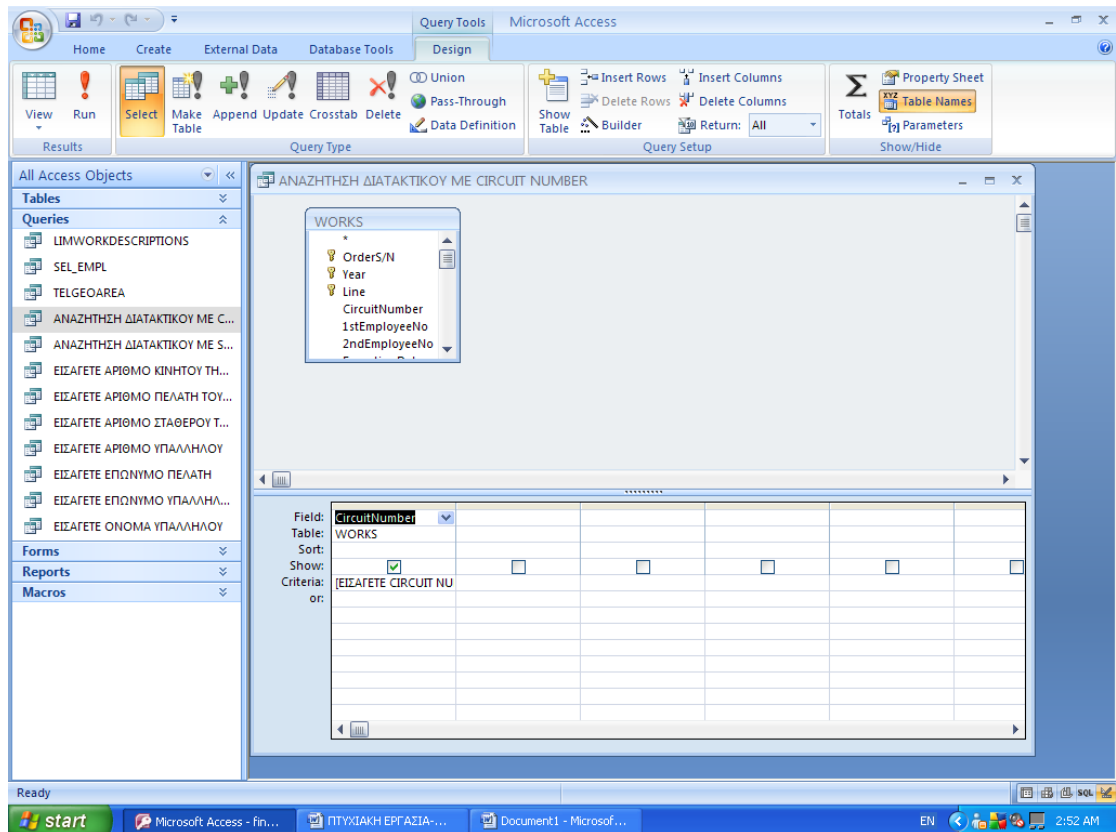 Query Tools Microsoft Access
Home Create External Data Database Tools Design
View Run Select Make Table Append Update Crosstab Delete Union Pass-Through Data Definition Show Table Insert Rows Delete Rows Builder Insert Columns Delete Columns Return: All Totals Property Sheet Table Names Parameters
Results Query Type Query Setup Show/Hide
All Access Objects
Tables
Queries
LIMWORKDESCRIPTIONS
SEL_EMPL
TELGEOAREA
ΑΝΑΖΗΤΗΣΗ ΔΙΑΤΑΚΤΙΚΟΥ ΜΕ C...
ΑΝΑΖΗΤΗΣΗ ΔΙΑΤΑΚΤΙΚΟΥ ΜΕ S...
ΕΙΣΑΓΕΤΕ ΑΡΙΘΜΟ ΚΙΝΗΤΟΥ ΤΗ...
ΕΙΣΑΓΕΤΕ ΑΡΙΘΜΟ ΠΕΛΑΤΗ ΤΟΥ...
ΕΙΣΑΓΕΤΕ ΑΡΙΘΜΟ ΣΤΑΘΕΡΟΥ Τ...
ΕΙΣΑΓΕΤΕ ΑΡΙΘΜΟ ΥΠΑΛΛΗΛΟΥ
ΕΙΣΑΓΕΤΕ ΕΠΩΝΥΜΟ ΠΕΛΑΤΗ
ΕΙΣΑΓΕΤΕ ΕΠΩΝΥΜΟ ΥΠΑΛΛΗΛ...
ΕΙΣΑΓΕΤΕ ΟΝΟΜΑ ΥΠΑΛΛΗΛΟΥ
Forms
Reports
Macros
ΑΝΑΖΗΤΗΣΗ ΔΙΑΤΑΚΤΙΚΟΥ ΜΕ CIRCUIT NUMBER
WORKS
*
OrderS/N
Year
Line
CircuitNumber
1stEmployeeNo
2ndEmployeeNo
Field: CircuitNumber
Table: WORKS
Sort:
Show:
Criteria: [ΕΙΣΑΓΕΤΕ CIRCUIT NU
or:
Ready SQL
start Microsoft Access - fin... ΠΤΥΧΙΑΚΗ ΕΡΓΑΣΙΑ-... Document1 - Microsof... EN 2:52 AM